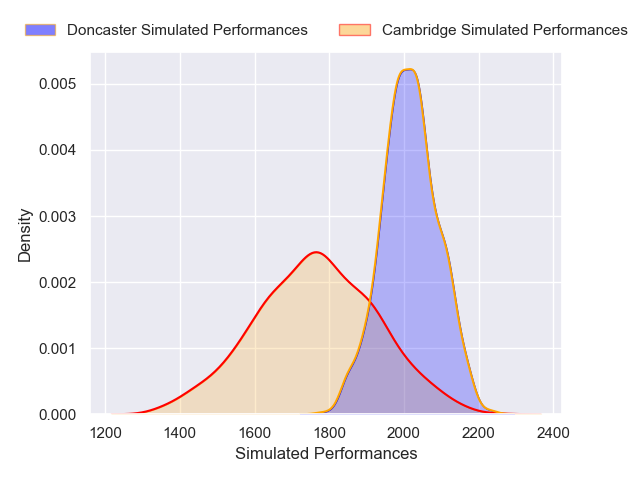 Doncaster Simulated Performances Cambridge Simulated Performances
0.005
0.004
0.003
0.002
0.001
0.000
Density
1200 1400 1600 1800 2000 2200 2400
Simulated Performances